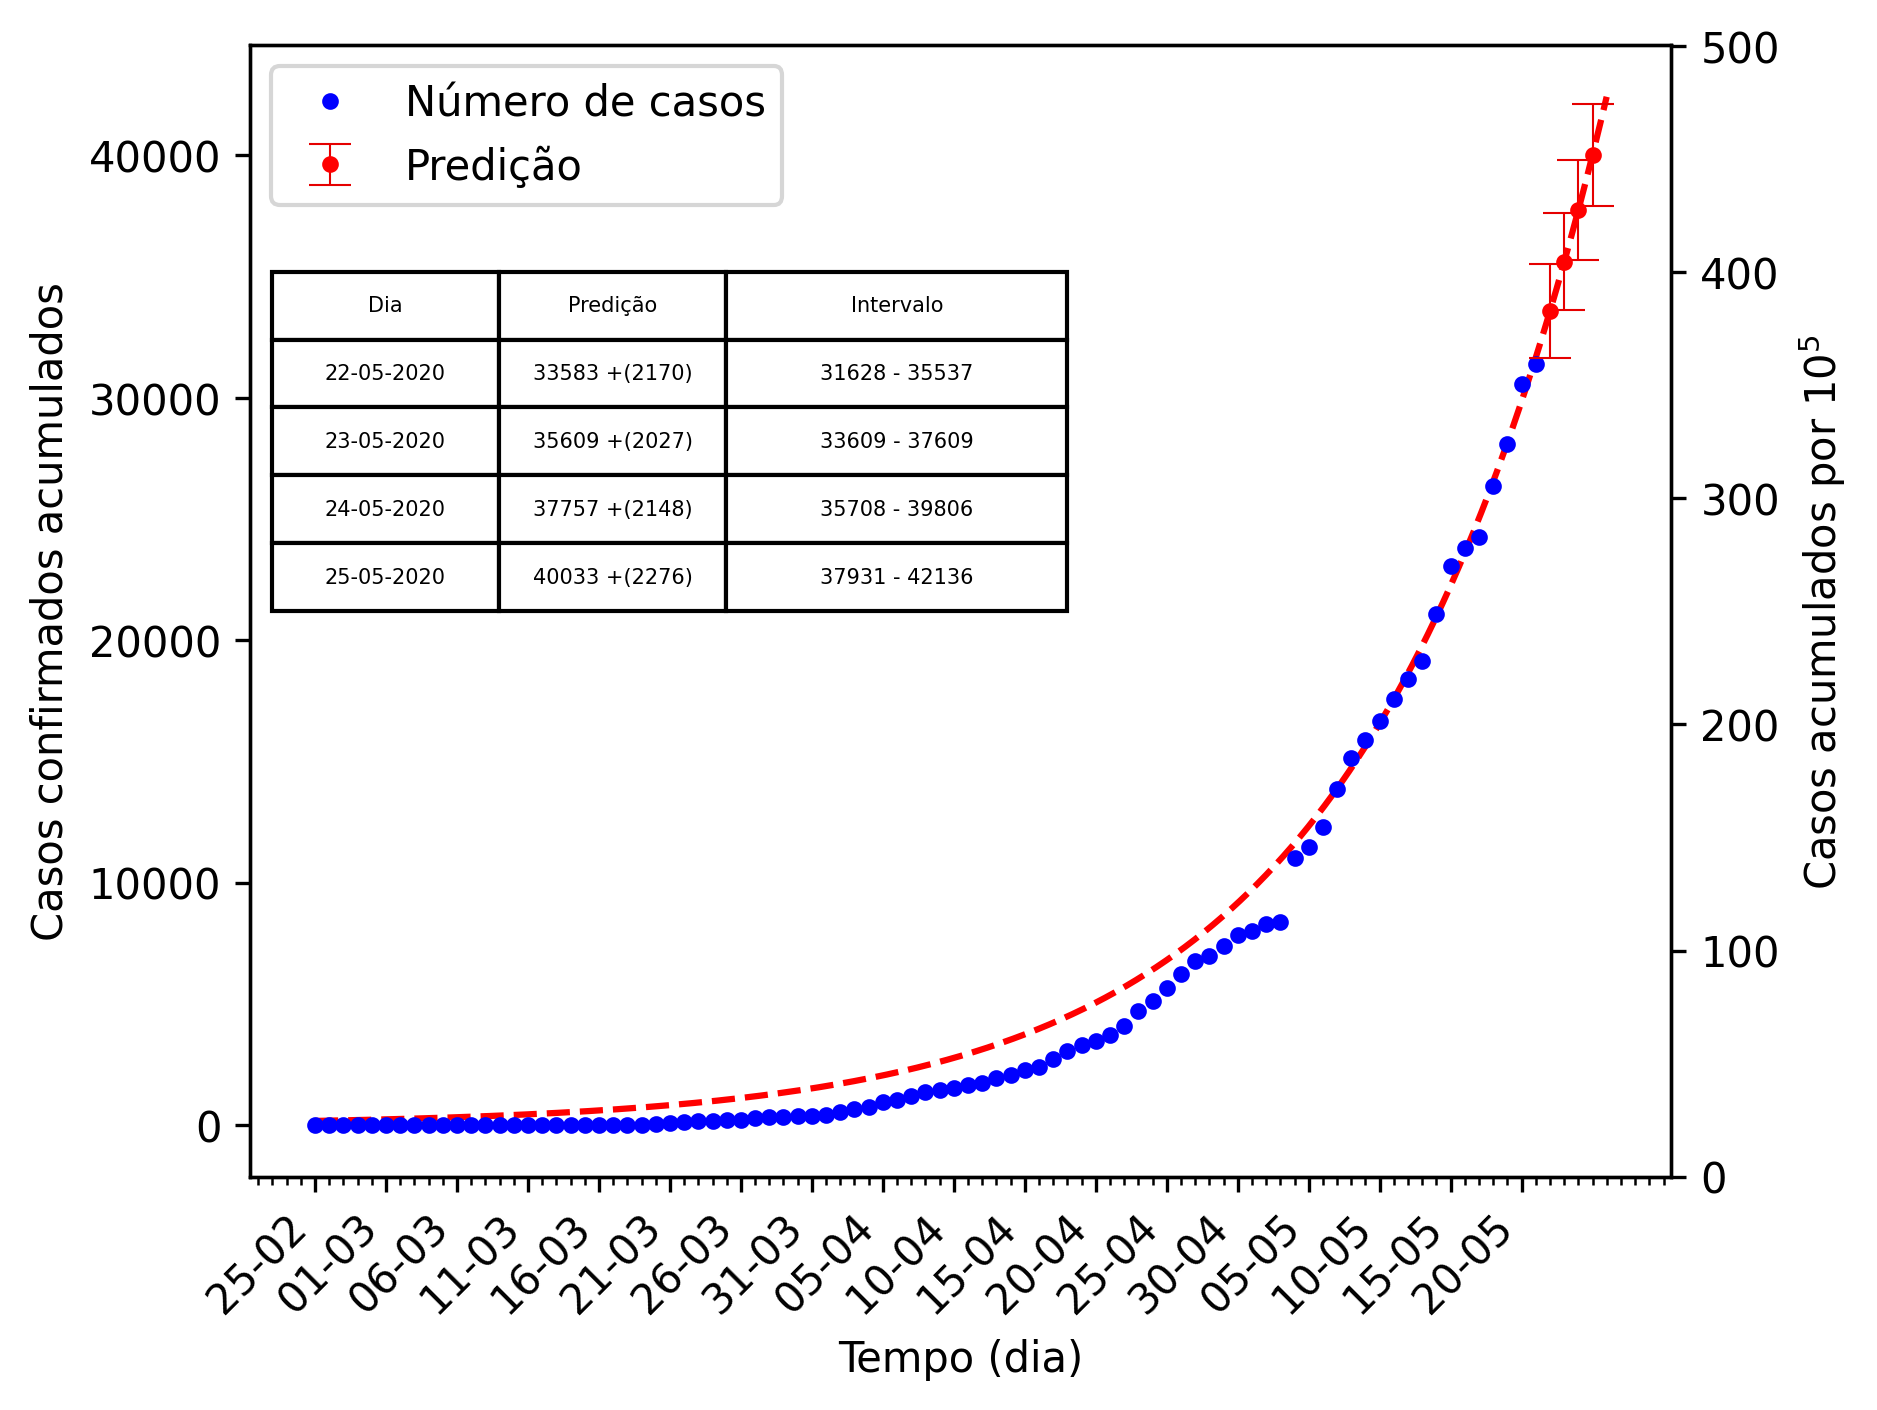 Número de casos
Predição
Dia Predição Intervalo
22-05-2020 33583 +(2170) 31628 - 35537
23-05-2020 35609 +(2027) 33609 - 37609
24-05-2020 37757 +(2148) 35708 - 39806
25-05-2020 40033 +(2276) 37931 - 42136
Casos confirmados acumulados
40000
30000
20000
10000
0
500
400
300
200
100
0
Casos acumulados por 10⁵
25-02
01-03
06-03
11-03
16-03
21-03
26-03
31-03
05-04
10-04
15-04
20-04
25-04
30-04
05-05
10-05
15-05
20-05
Tempo (dia)